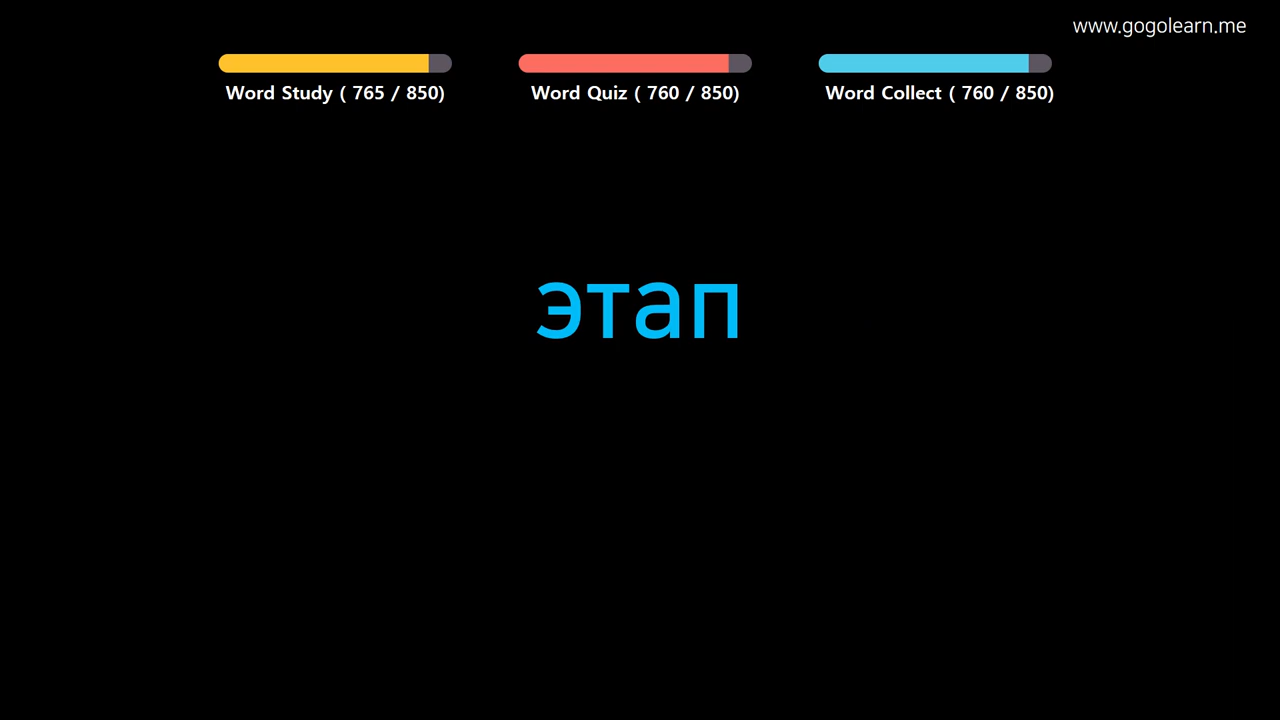 www.gogolearn.me
Word Study ( 765 / 850)
Word Quiz ( 760 / 850)
Word Collect ( 760 / 850)
этап